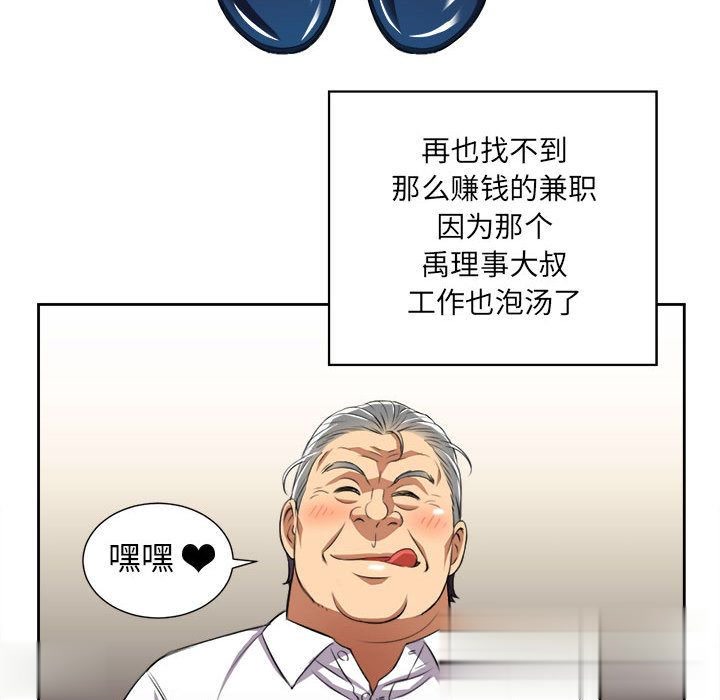 再也找不到
那么赚钱的兼职
因为那个
禹理事大叔
工作也泡汤了
嘿嘿❤